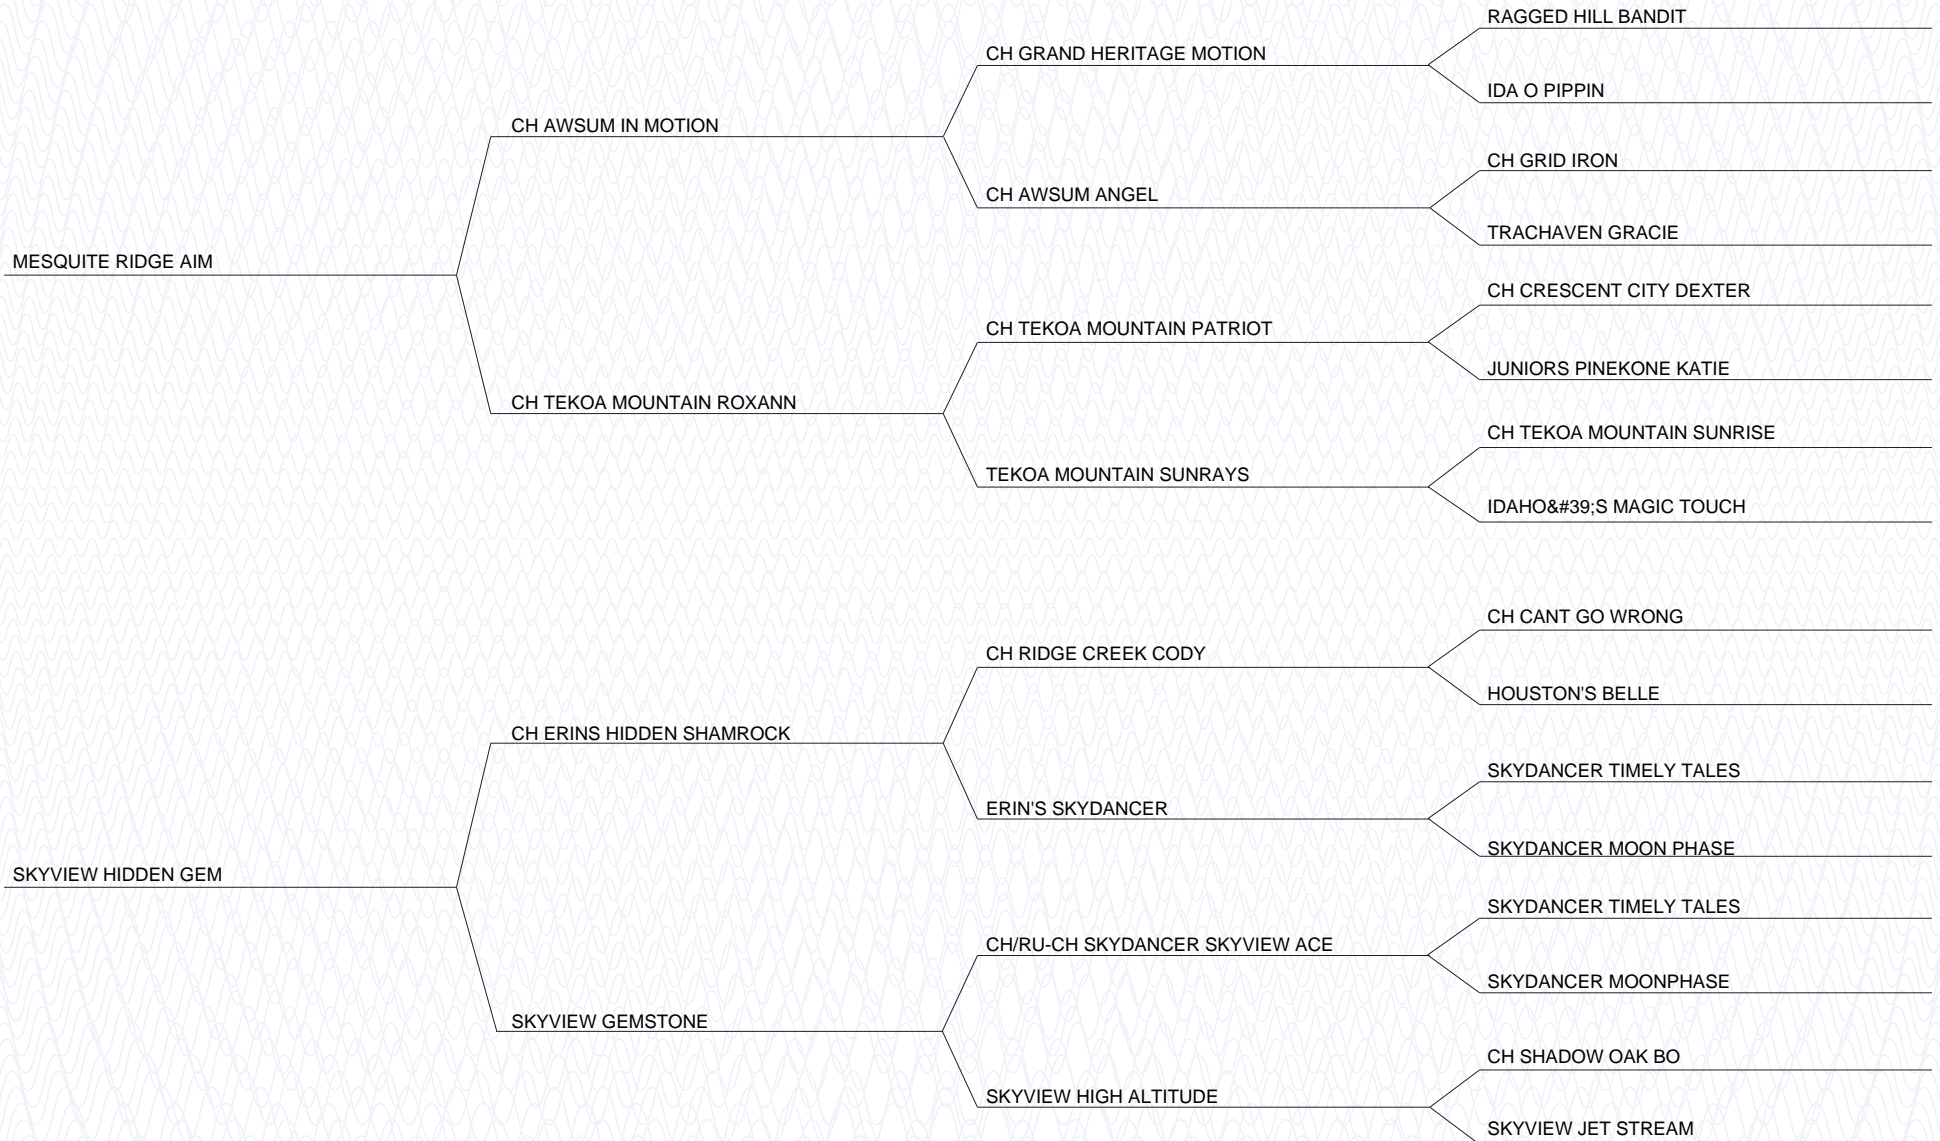 RAGGED HILL BANDIT
CH GRAND HERITAGE MOTION
IDA O PIPPIN
CH AWSUM IN MOTION
CH GRID IRON
CH AWSUM ANGEL
TRACHAVEN GRACIE
MESQUITE RIDGE AIM
CH CRESCENT CITY DEXTER
CH TEKOA MOUNTAIN PATRIOT
JUNIORS PINEKONE KATIE
CH TEKOA MOUNTAIN ROXANN
CH TEKOA MOUNTAIN SUNRISE
TEKOA MOUNTAIN SUNRAYS
IDAHO&#39;S MAGIC TOUCH
CH CANT GO WRONG
CH RIDGE CREEK CODY
HOUSTON'S BELLE
CH ERINS HIDDEN SHAMROCK
SKYDANCER TIMELY TALES
ERIN'S SKYDANCER
SKYDANCER MOON PHASE
SKYVIEW HIDDEN GEM
SKYDANCER TIMELY TALES
CH/RU-CH SKYDANCER SKYVIEW ACE
SKYDANCER MOONPHASE
SKYVIEW GEMSTONE
CH SHADOW OAK BO
SKYVIEW HIGH ALTITUDE
SKYVIEW JET STREAM